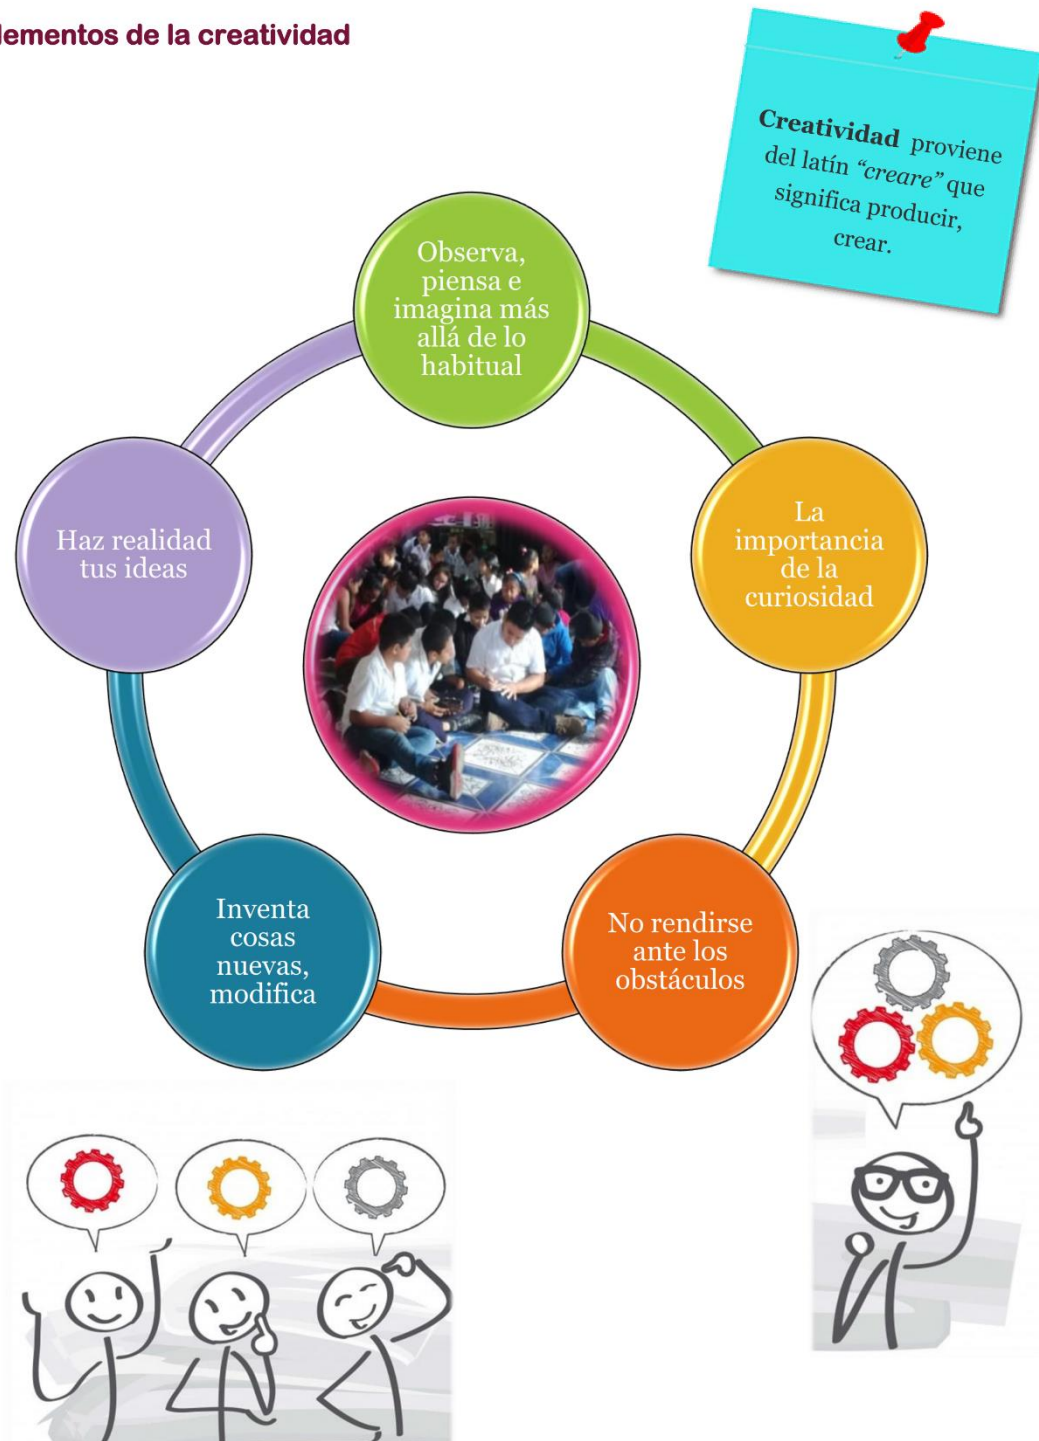 lementos de la creatividad
Creatividad proviene
del latín “creare” que
significa producir,
crear.
Observa,
piensa e
imagina más
allá de lo
habitual
La
importancia
de la
curiosidad
No rendirse
ante los
obstáculos
Inventa
cosas
nuevas,
modifica
Haz realidad
tus ideas